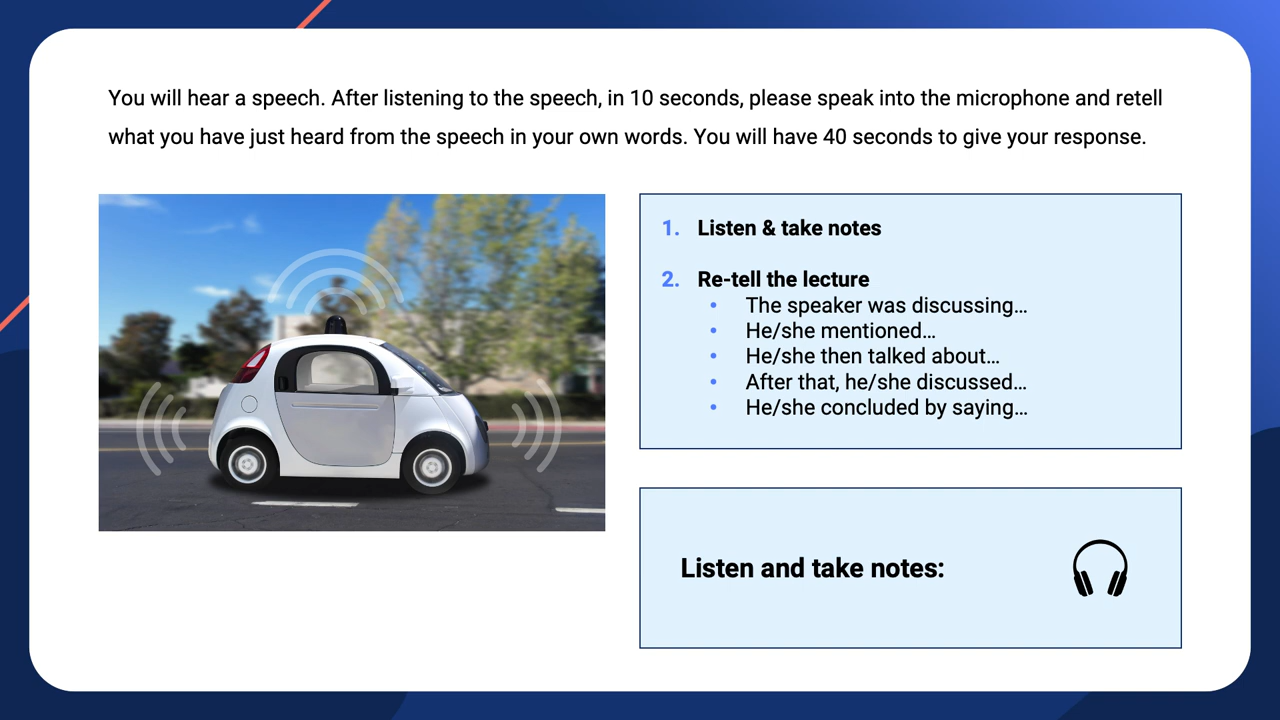 You will hear a speech. After listening to the speech, in 10 seconds, please speak into the microphone and retell
what you have just heard from the speech in your own words. You will have 40 seconds to give your response.
1. Listen & take notes
2. Re-tell the lecture
• The speaker was discussing...
• He/she mentioned...
• He/she then talked about...
• After that, he/she discussed...
• He/she concluded by saying...
Listen and take notes: